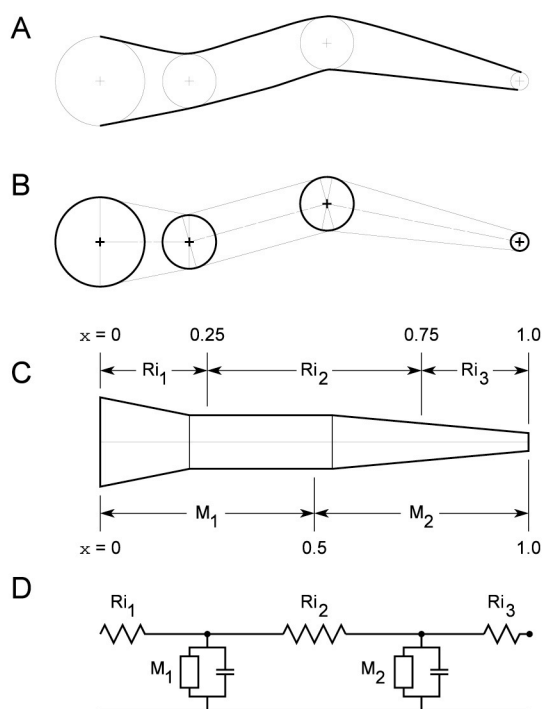 A
B
x = 0 0.25 0.75 1.0
C
Ri1 Ri2 Ri3
M1 M2
x = 0 0.5 1.0
D
Ri1 Ri2 Ri3
M1 M2